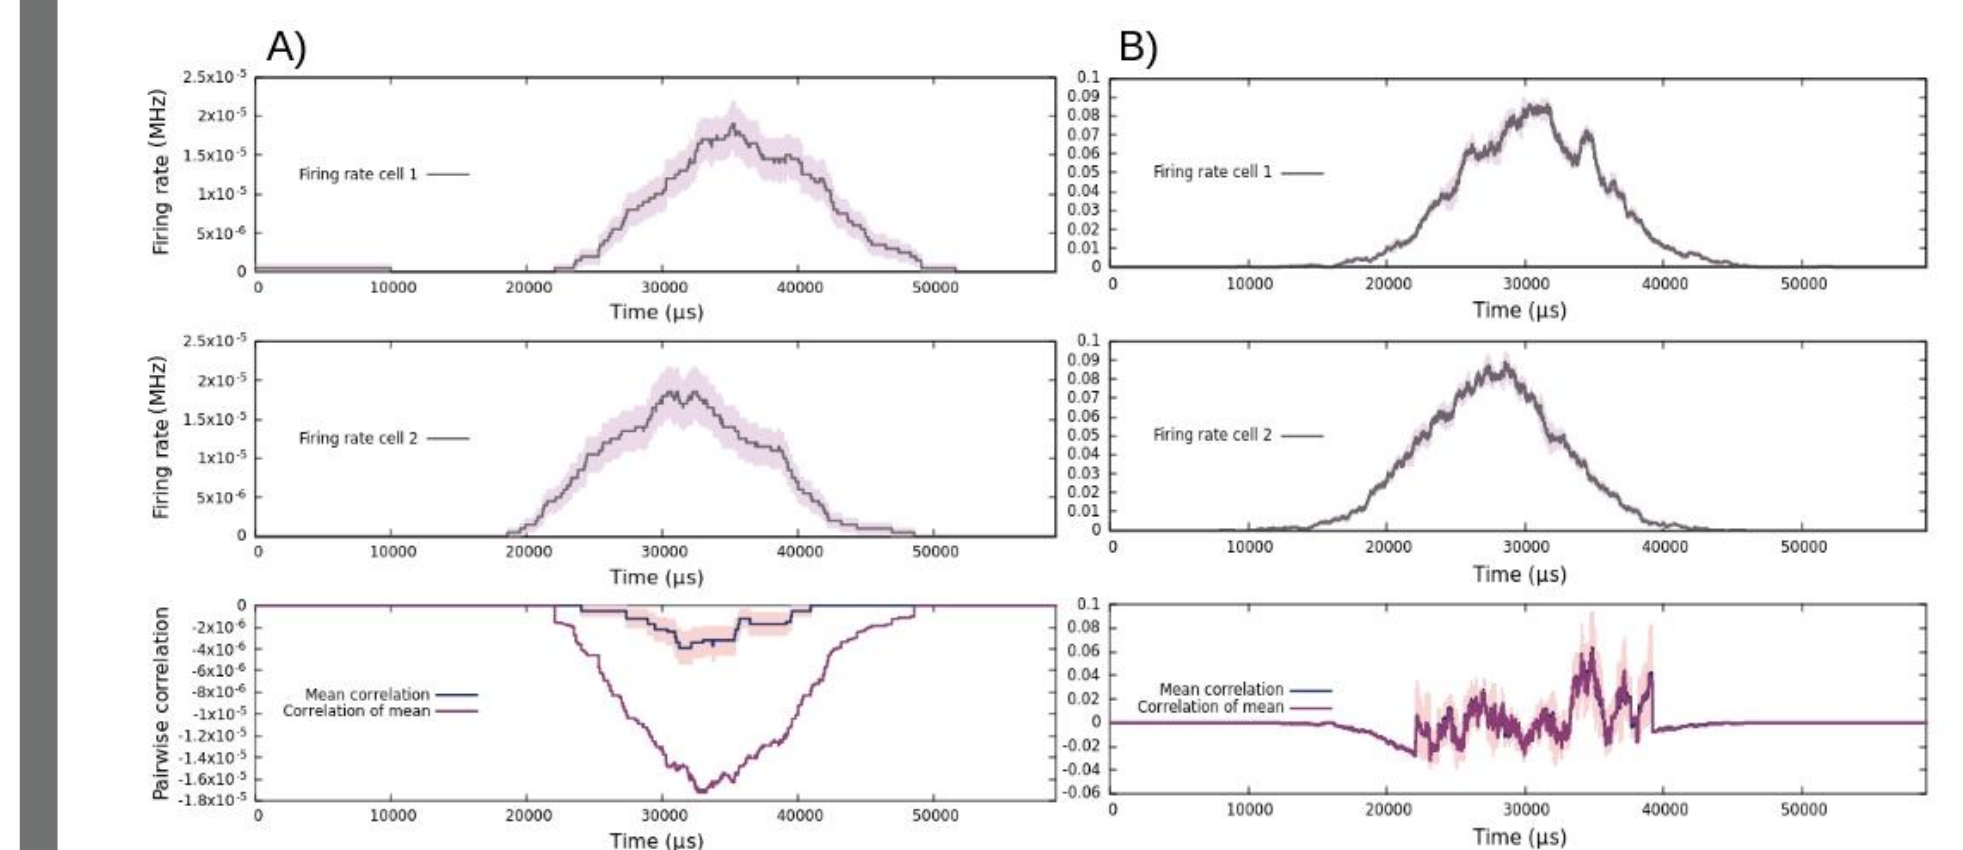 A)
2.5x10-5
2x10-5
1.5x10-5
1x10-5
5x10-6
0
Firing rate (MHz)
Firing rate cell 1
0 10000 20000 30000 40000 50000
Time (µs)
2.5x10-5
2x10-5
1.5x10-5
1x10-5
5x10-6
0
Firing rate (MHz)
Firing rate cell 2
0 10000 20000 30000 40000 50000
Time (µs)
0
-2x10-6
-4x10-6
-6x10-6
-8x10-6
-1x10-5
-1.2x10-5
-1.4x10-5
-1.6x10-5
-1.8x10-5
Pairwise correlation
Mean correlation
Correlation of mean
0 10000 20000 30000 40000 50000
Time (µs)
B)
0.1
0.09
0.08
0.07
0.06
0.05
0.04
0.03
0.02
0.01
0
Firing rate cell 1
0 10000 20000 30000 40000 50000
Time (µs)
0.1
0.09
0.08
0.07
0.06
0.05
0.04
0.03
0.02
0.01
0
Firing rate cell 2
0 10000 20000 30000 40000 50000
Time (µs)
0.1
0.08
0.06
0.04
0.02
0
-0.02
-0.04
-0.06
Mean correlation
Correlation of mean
0 10000 20000 30000 40000 50000
Time (µs)